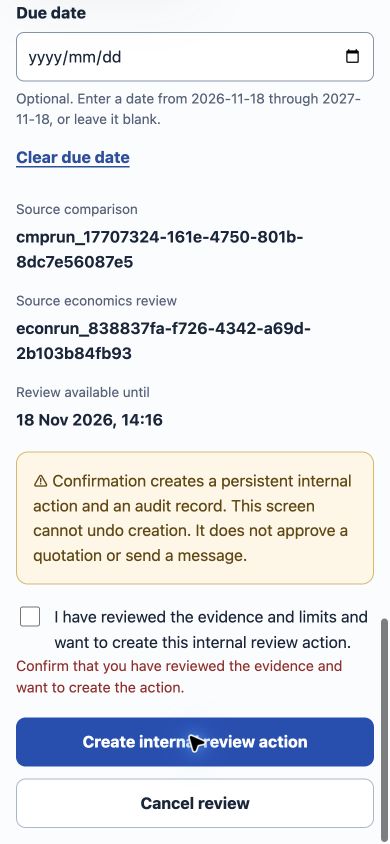 Due date
yyyy/mm/dd
Optional. Enter a date from 2026-11-18 through 2027-
11-18, or leave it blank.
Clear due date
Source comparison
cmprun_17707324-161e-4750-801b-
8dc7e56087e5
Source economics review
econrun_838837fa-f726-4342-a69d-
2b103b84fb93
Review available until
18 Nov 2026, 14:16
⚠ Confirmation creates a persistent internal
action and an audit record. This screen
cannot undo creation. It does not approve a
quotation or send a message.
I have reviewed the evidence and limits and
want to create this internal review action.
Confirm that you have reviewed the evidence and
want to create the action.
Create internal review action
Cancel review